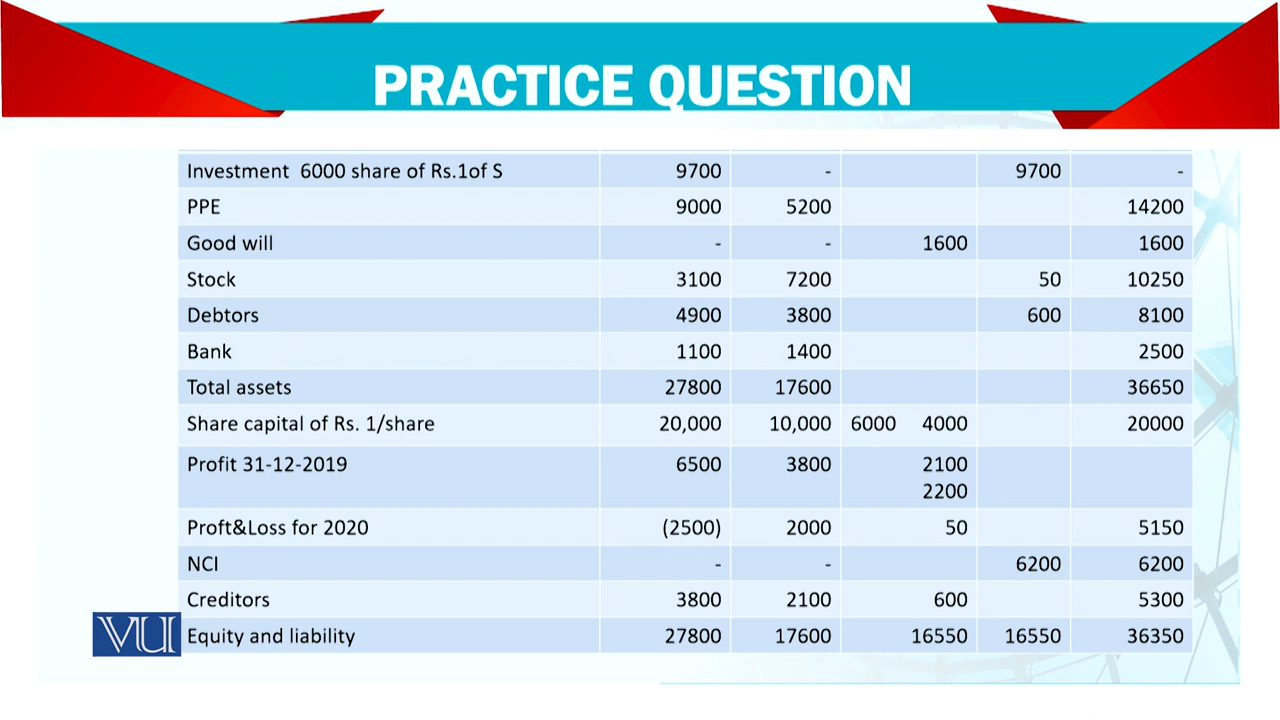 PRACTICE QUESTION
Investment 6000 share of Rs.1of S 9700 - 9700 -
PPE 9000 5200 14200
Good will - - 1600 1600
Stock 3100 7200 50 10250
Debtors 4900 3800 600 8100
Bank 1100 1400 2500
Total assets 27800 17600 36650
Share capital of Rs. 1/share 20,000 10,000 6000 4000 20000
Profit 31-12-2019 6500 3800 2100
2200
Proft&Loss for 2020 (2500) 2000 50 5150
NCI - - 6200 6200
Creditors 3800 2100 600 5300
VU Equity and liability 27800 17600 16550 16550 36350